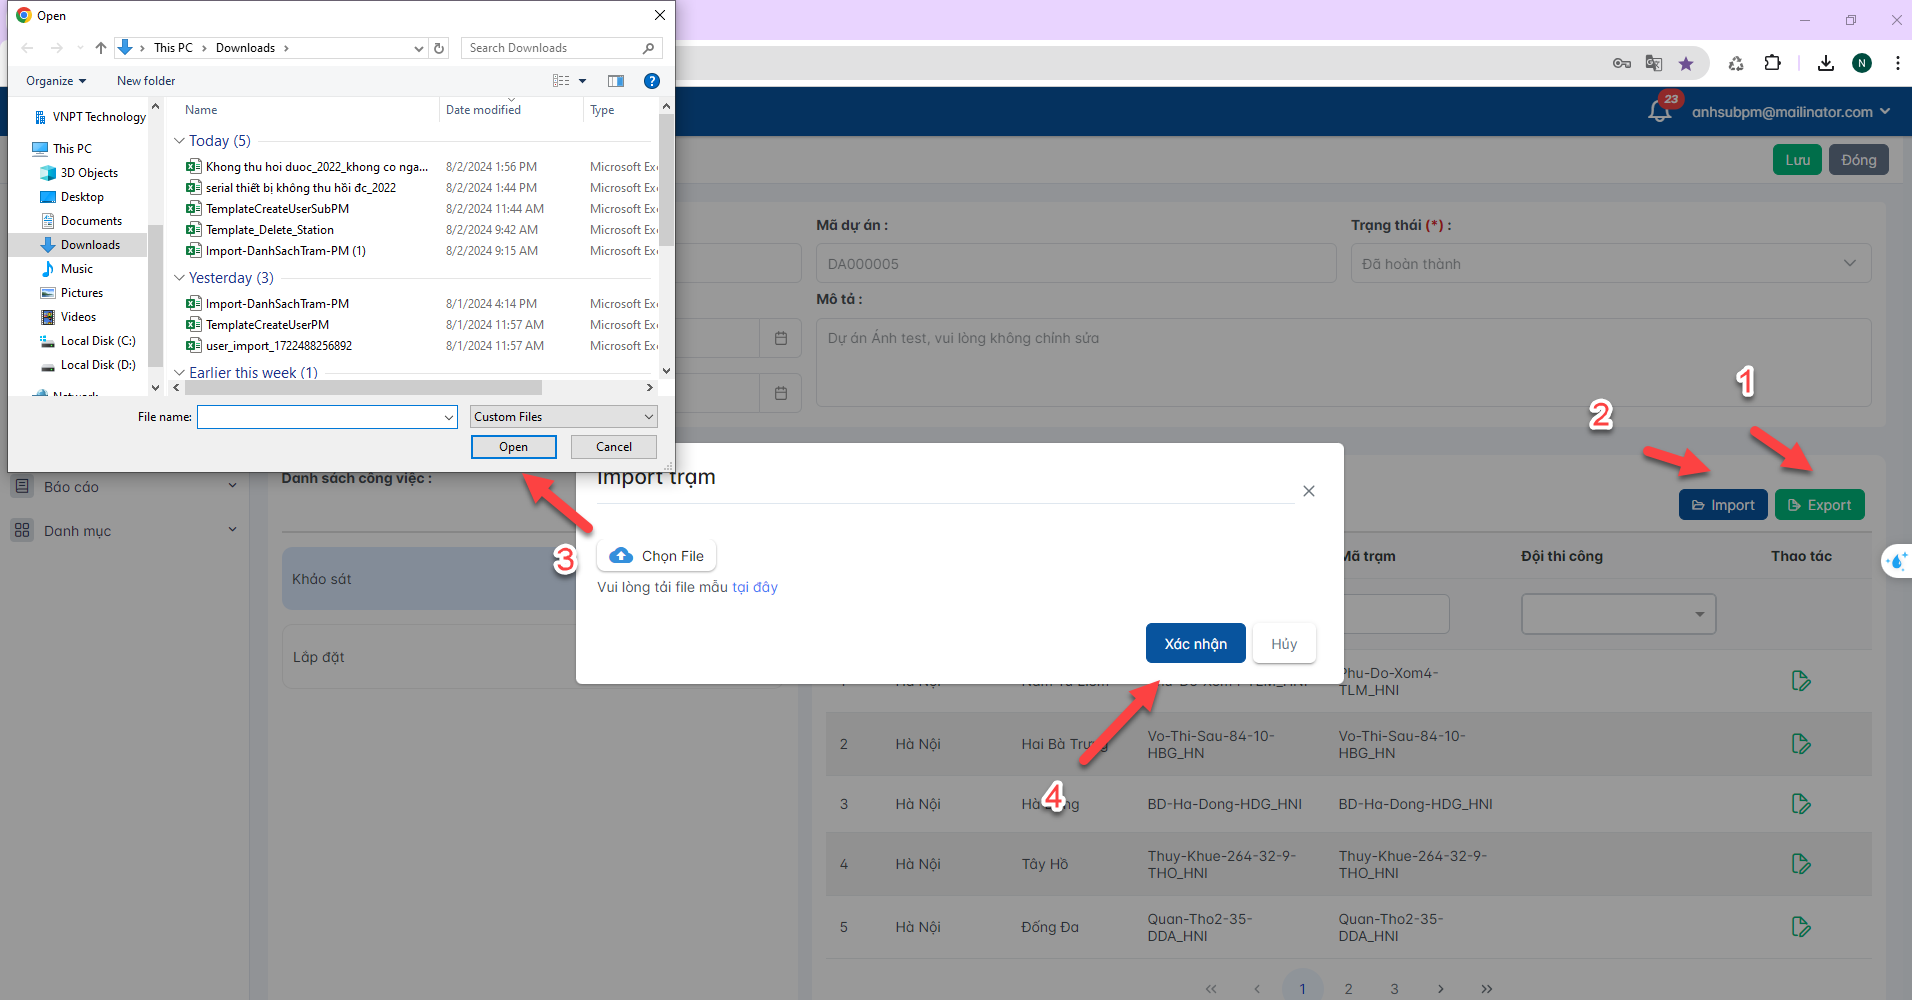 Open
This PC
Downloads
Search Downloads
Organize
New folder
VNPT Technology
This PC
3D Objects
Desktop
Documents
Downloads
Music
Pictures
Videos
Local Disk (C:)
Local Disk (D:)
Network
Name
Date modified
Type
Today (5)
Khong thu hoi duoc_2022_khong co nga... 8/2/2024 1:56 PM Microsoft Ex
serial thiết bị không thu hồi đc_2022 8/2/2024 1:44 PM Microsoft Ex
TemplateCreateUserSubPM 8/2/2024 11:44 AM Microsoft Ex
Template_Delete_Station 8/2/2024 9:42 AM Microsoft Ex
Import-DanhSachTram-PM (1) 8/2/2024 9:15 AM Microsoft Ex
Yesterday (3)
Import-DanhSachTram-PM 8/1/2024 4:14 PM Microsoft Ex
TemplateCreateUserPM 8/1/2024 11:57 AM Microsoft Ex
user_import_1722488256892 8/1/2024 11:57 AM Microsoft Ex
Earlier this week (1)
File name:
Custom Files
Open
Cancel
N
23
anhsubpm@mailinator.com
Lưu
Đóng
Mã dự án :
Trạng thái (*) :
DA000005
Đã hoàn thành
Mô tả :
Dự án Ánh test, vui lòng không chỉnh sửa
1
2
3
4
Báo cáo
Danh mục
Danh sách công việc :
Khảo sát
Lắp đặt
Import trạm
Chọn File
Vui lòng tải file mẫu tại đây
Xác nhận
Hủy
Import
Export
Mã trạm
Đội thi công
Thao tác
Phu-Do-Xom4-
TLM_HNI
2 Hà Nội Hai Bà Trưng Vo-Thi-Sau-84-10- Vo-Thi-Sau-84-10-
HBG_HN HBG_HN
3 Hà Nội Hà Đông BD-Ha-Dong-HDG_HNI BD-Ha-Dong-HDG_HNI
4 Hà Nội Tây Hồ Thuy-Khue-264-32-9- Thuy-Khue-264-32-9-
THO_HNI THO_HNI
5 Hà Nội Đống Đa Quan-Tho2-35- Quan-Tho2-35-
DDA_HNI DDA_HNI
1 2 3